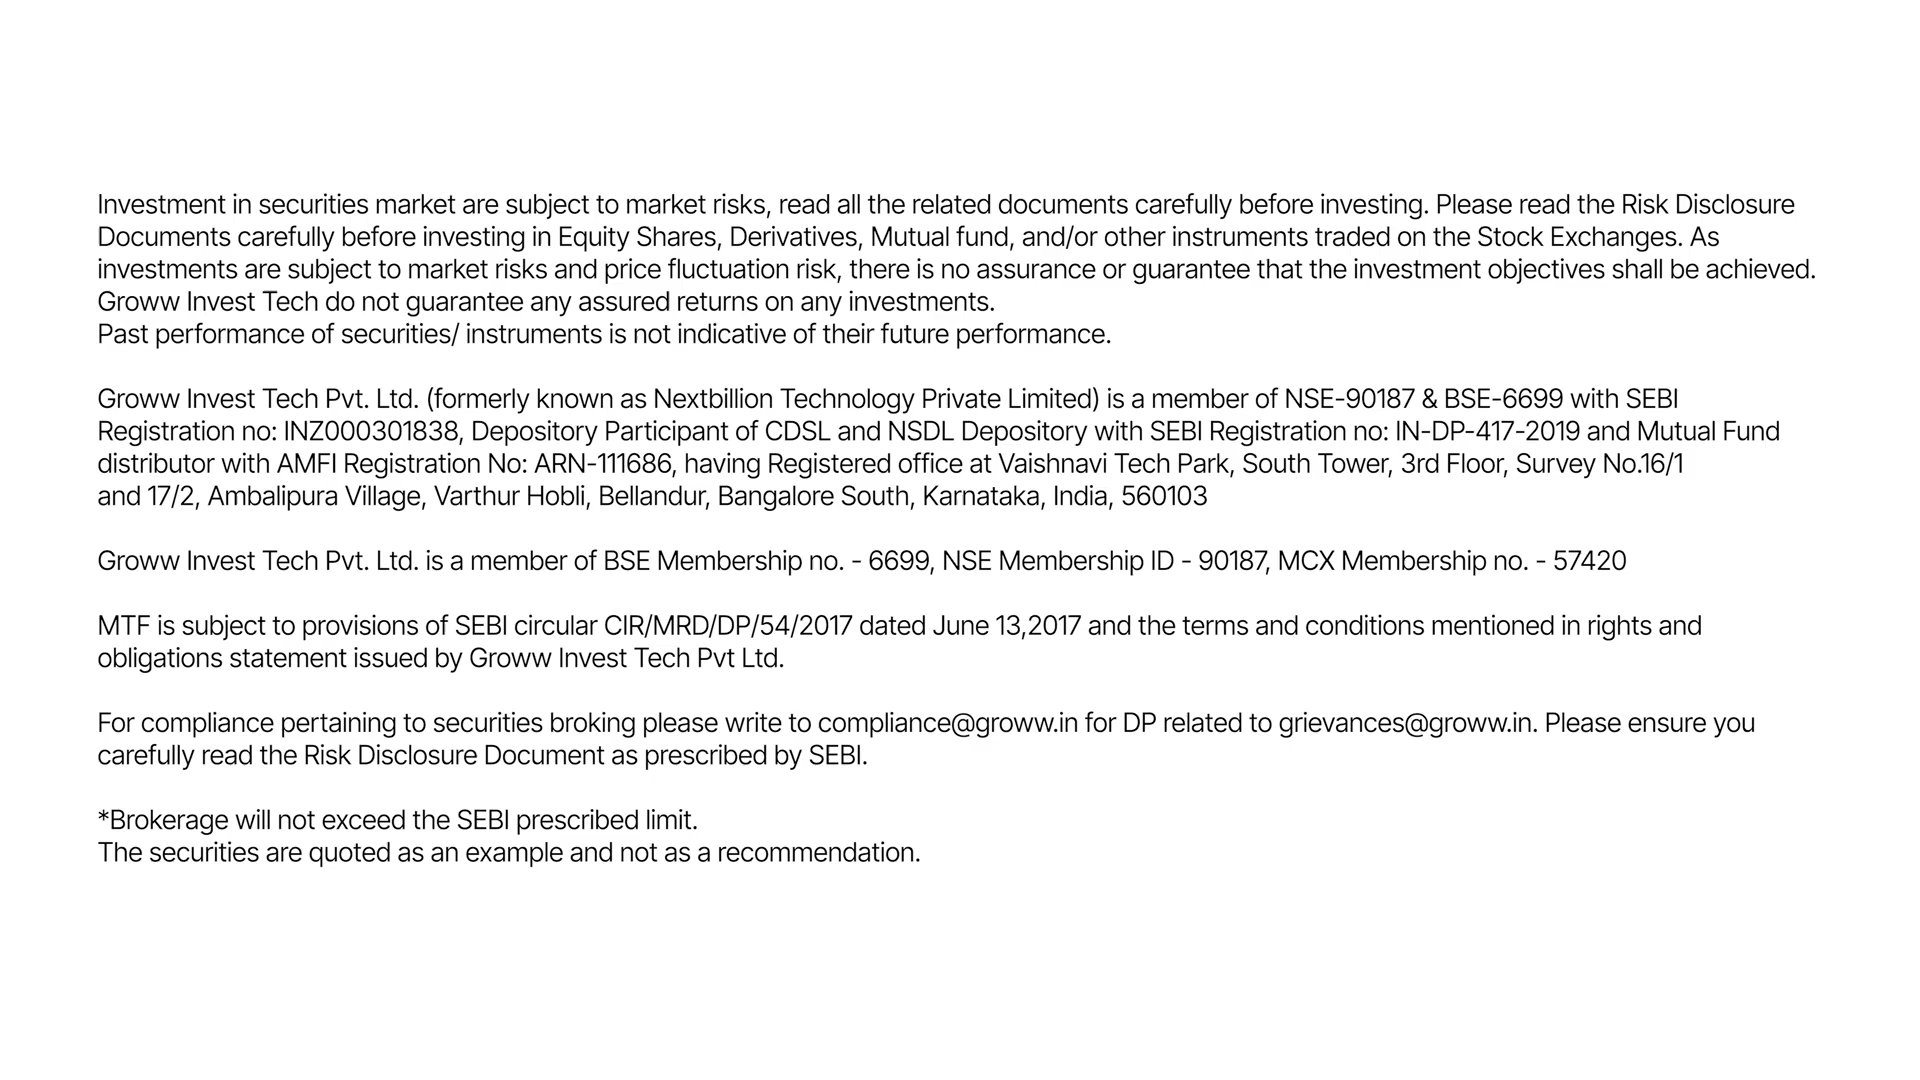 Investment in securities market are subject to market risks, read all the related documents carefully before investing. Please read the Risk Disclosure
Documents carefully before investing in Equity Shares, Derivatives, Mutual fund, and/or other instruments traded on the Stock Exchanges. As
investments are subject to market risks and price fluctuation risk, there is no assurance or guarantee that the investment objectives shall be achieved.
Groww Invest Tech do not guarantee any assured returns on any investments.
Past performance of securities/ instruments is not indicative of their future performance.
Groww Invest Tech Pvt. Ltd. (formerly known as Nextbillion Technology Private Limited) is a member of NSE-90187 & BSE-6699 with SEBI
Registration no: INZ000301838, Depository Participant of CDSL and NSDL Depository with SEBI Registration no: IN-DP-417-2019 and Mutual Fund
distributor with AMFI Registration No: ARN-111686, having Registered office at Vaishnavi Tech Park, South Tower, 3rd Floor, Survey No.16/1
and 17/2, Ambalipura Village, Varthur Hobli, Bellandur, Bangalore South, Karnataka, India, 560103
Groww Invest Tech Pvt. Ltd. is a member of BSE Membership no. - 6699, NSE Membership ID - 90187, MCX Membership no. - 57420
MTF is subject to provisions of SEBI circular CIR/MRD/DP/54/2017 dated June 13,2017 and the terms and conditions mentioned in rights and
obligations statement issued by Groww Invest Tech Pvt Ltd.
For compliance pertaining to securities broking please write to compliance@groww.in for DP related to grievances@groww.in. Please ensure you
carefully read the Risk Disclosure Document as prescribed by SEBI.
*Brokerage will not exceed the SEBI prescribed limit.
The securities are quoted as an example and not as a recommendation.